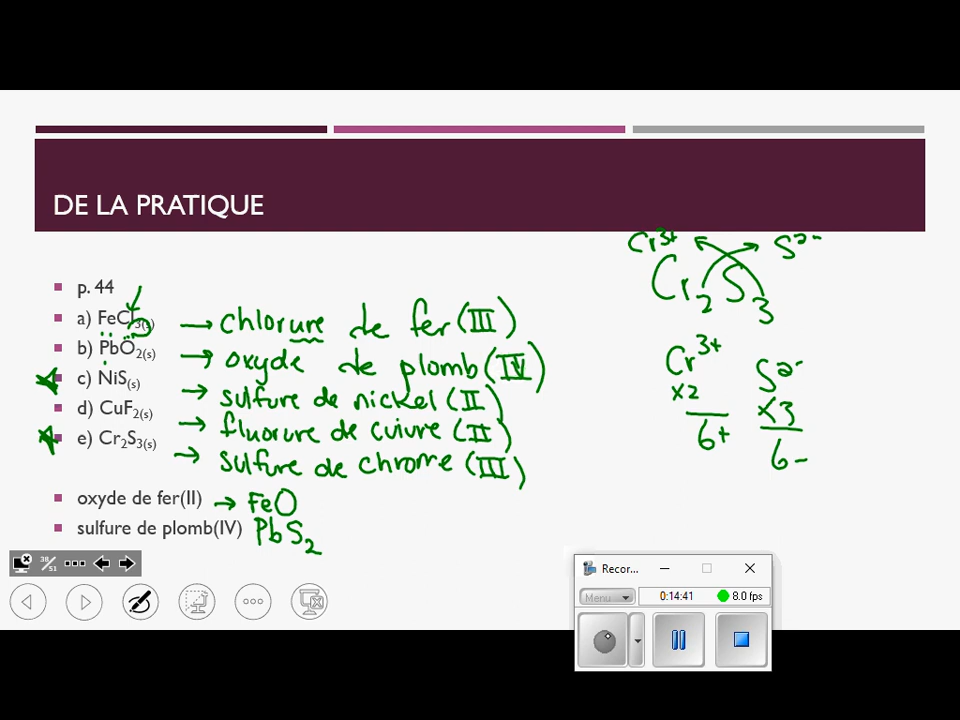 DE LA PRATIQUE
p. 44
a) FeCl3(s) → chlorure de fer (III)
b) PbO2(s) → oxyde de plomb (IV)
c) NiS(s) → sulfure de nickel (II)
d) CuF2(s) → fluorure de cuivre (II)
e) Cr2S3(s) → sulfure de chrome (III)
oxyde de fer(II) → FeO
sulfure de plomb(IV) PbS2
Cr3+ S2-
Cr2S3
Cr3+ S2-
x2 x3
6+ 6-
38/51
Recor...
Menu 0:14:41 8.0 fps